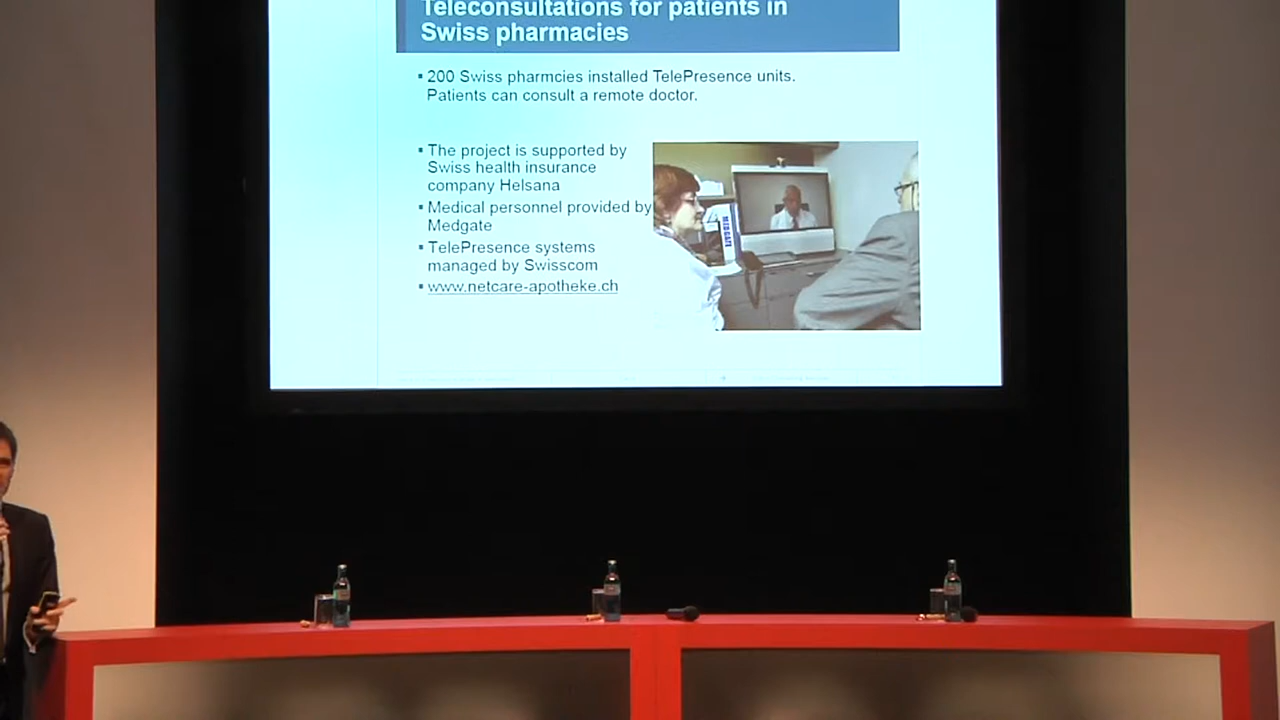 Teleconsultations for patients in
Swiss pharmacies
▪ 200 Swiss pharmcies installed TelePresence units.
Patients can consult a remote doctor.
▪ The project is supported by
Swiss health insurance
company Helsana
▪ Medical personnel provided by
Medgate
▪ TelePresence systems
managed by Swisscom
▪ www.netcare-apotheke.ch
MEDGATE